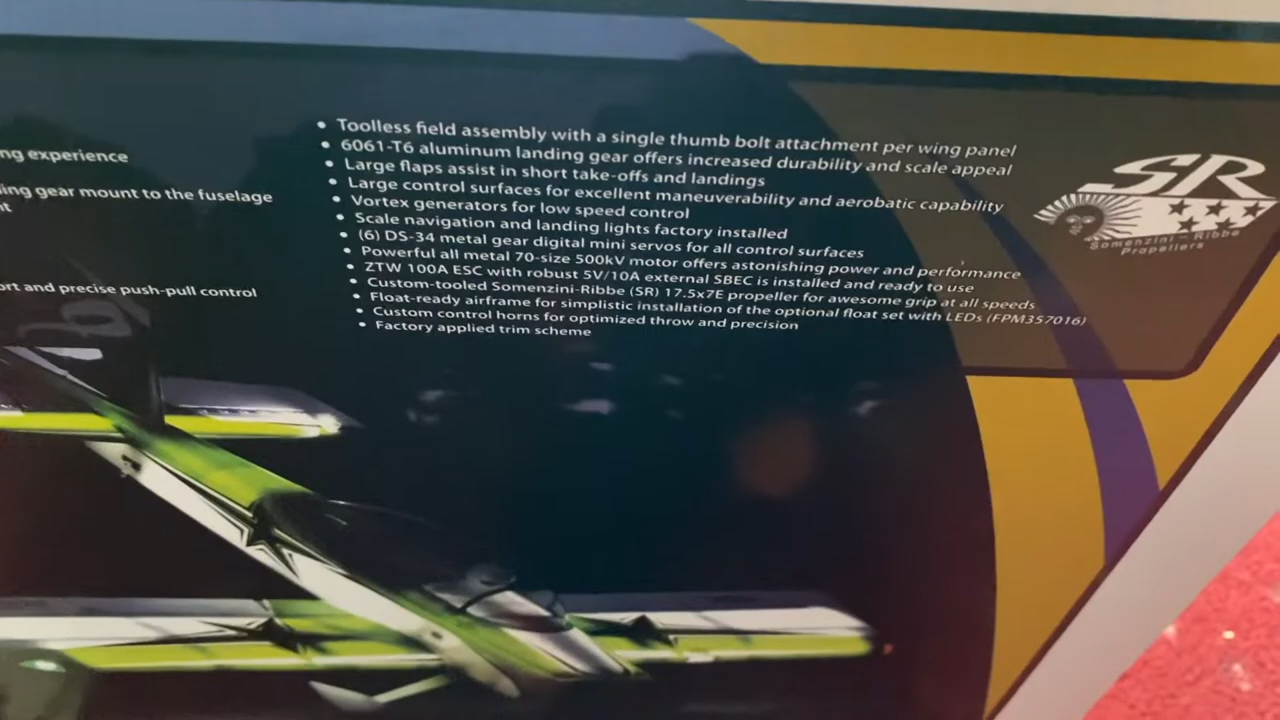 ng experience
ing gear mount to the fuselage
nt
ort and precise push-pull control
• Toolless field assembly with a single thumb bolt attachment per wing panel
• 6061-T6 aluminum landing gear offers increased durability and scale appeal
• Large flaps assist in short take-offs and landings
• Large control surfaces for excellent maneuverability and aerobatic capability
• Vortex generators for low speed control
• Scale navigation and landing lights factory installed
• (6) DS-34 metal gear digital mini servos for all control surfaces
• Powerful all metal 70-size 500kV motor offers astonishing power and performance
• ZTW 100A ESC with robust 5V/10A external SBEC is installed and ready to use
• Custom-tooled Somenzini-Ribbe (SR) 17.5x7E propeller for awesome grip at all speeds
• Float-ready airframe for simplistic installation of the optional float set with LEDs (FPM357016)
• Custom control horns for optimized throw and precision
• Factory applied trim scheme
SR
Somenzini-Ribbe
Propellers